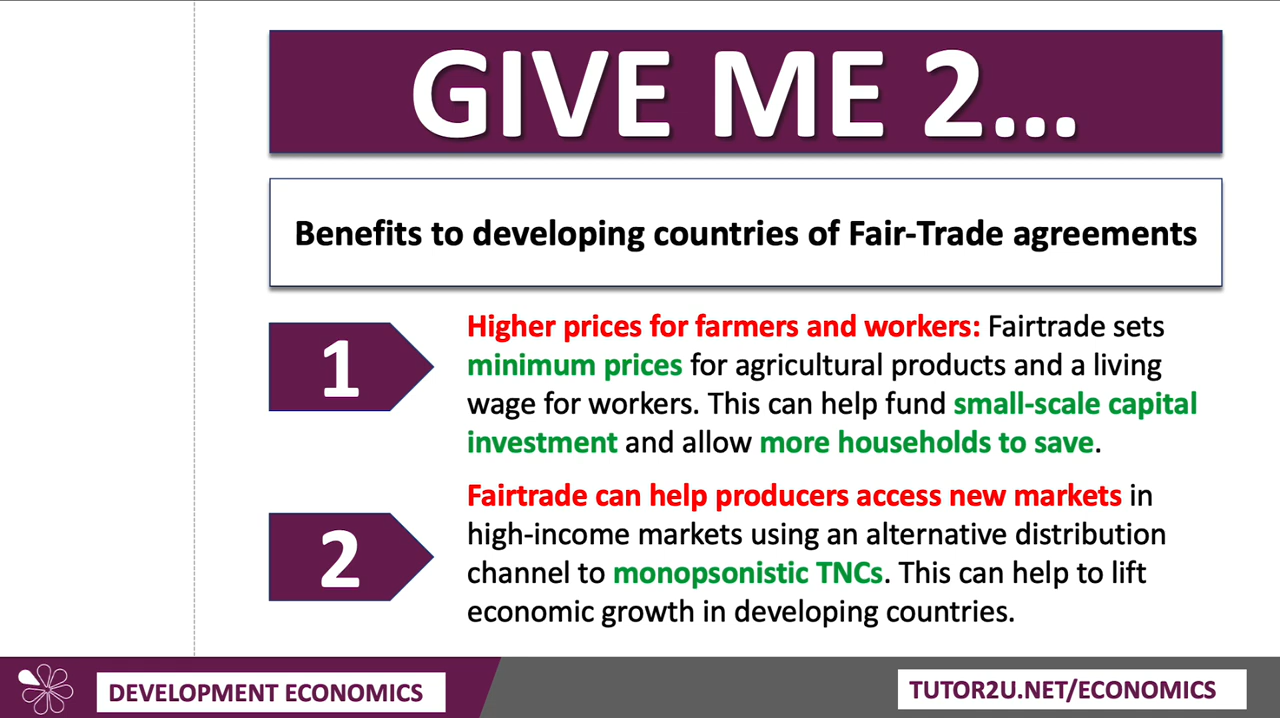 GIVE ME 2...
Benefits to developing countries of Fair-Trade agreements
1
Higher prices for farmers and workers: Fairtrade sets
minimum prices for agricultural products and a living
wage for workers. This can help fund small-scale capital
investment and allow more households to save.
2
Fairtrade can help producers access new markets in
high-income markets using an alternative distribution
channel to monopsonistic TNCs. This can help to lift
economic growth in developing countries.
DEVELOPMENT ECONOMICS
TUTOR2U.NET/ECONOMICS